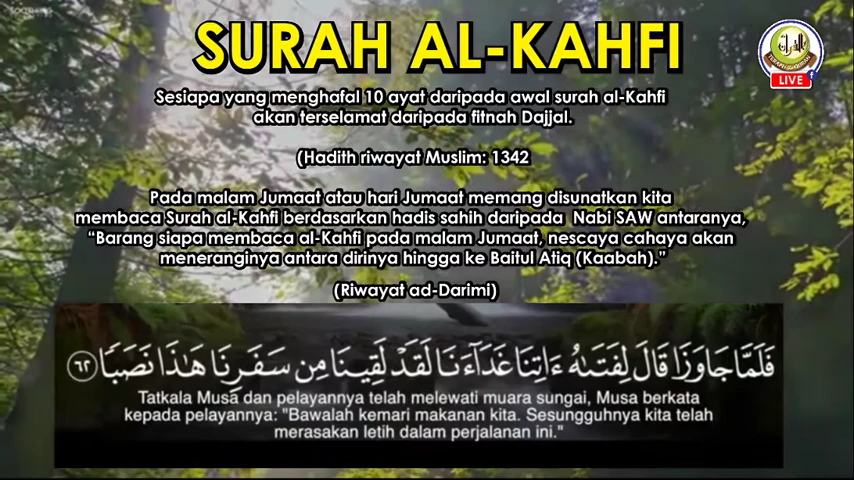 SURAH AL-KAHFI
LIVE
Sesiapa yang menghafal 10 ayat daripada awal surah al-Kahfi
akan terselamat daripada fitnah Dajjal.
(Hadith riwayat Muslim: 1342
Pada malam Jumaat atau hari Jumaat memang disunatkan kita
membaca Surah al-Kahfi berdasarkan hadis sahih daripada Nabi SAW antaranya,
“Barang siapa membaca al-Kahfi pada malam Jumaat, nescaya cahaya akan
meneranginya antara dirinya hingga ke Baitul Atiq (Kaabah).”
(Riwayat ad-Darimi)
فَلَمَّا جَاوَزَا قَالَ لِفَتَىٰهُ ءَاتِنَا غَدَآءَنَا لَقَدْ لَقِينَا مِن سَفَرِنَا هَٰذَا نَصَبًا ٦٢
Tatkala Musa dan pelayannya telah melewati muara sungai, Musa berkata
kepada pelayannya: "Bawalah kemari makanan kita. Sesungguhnya kita telah
merasakan letih dalam perjalanan ini."